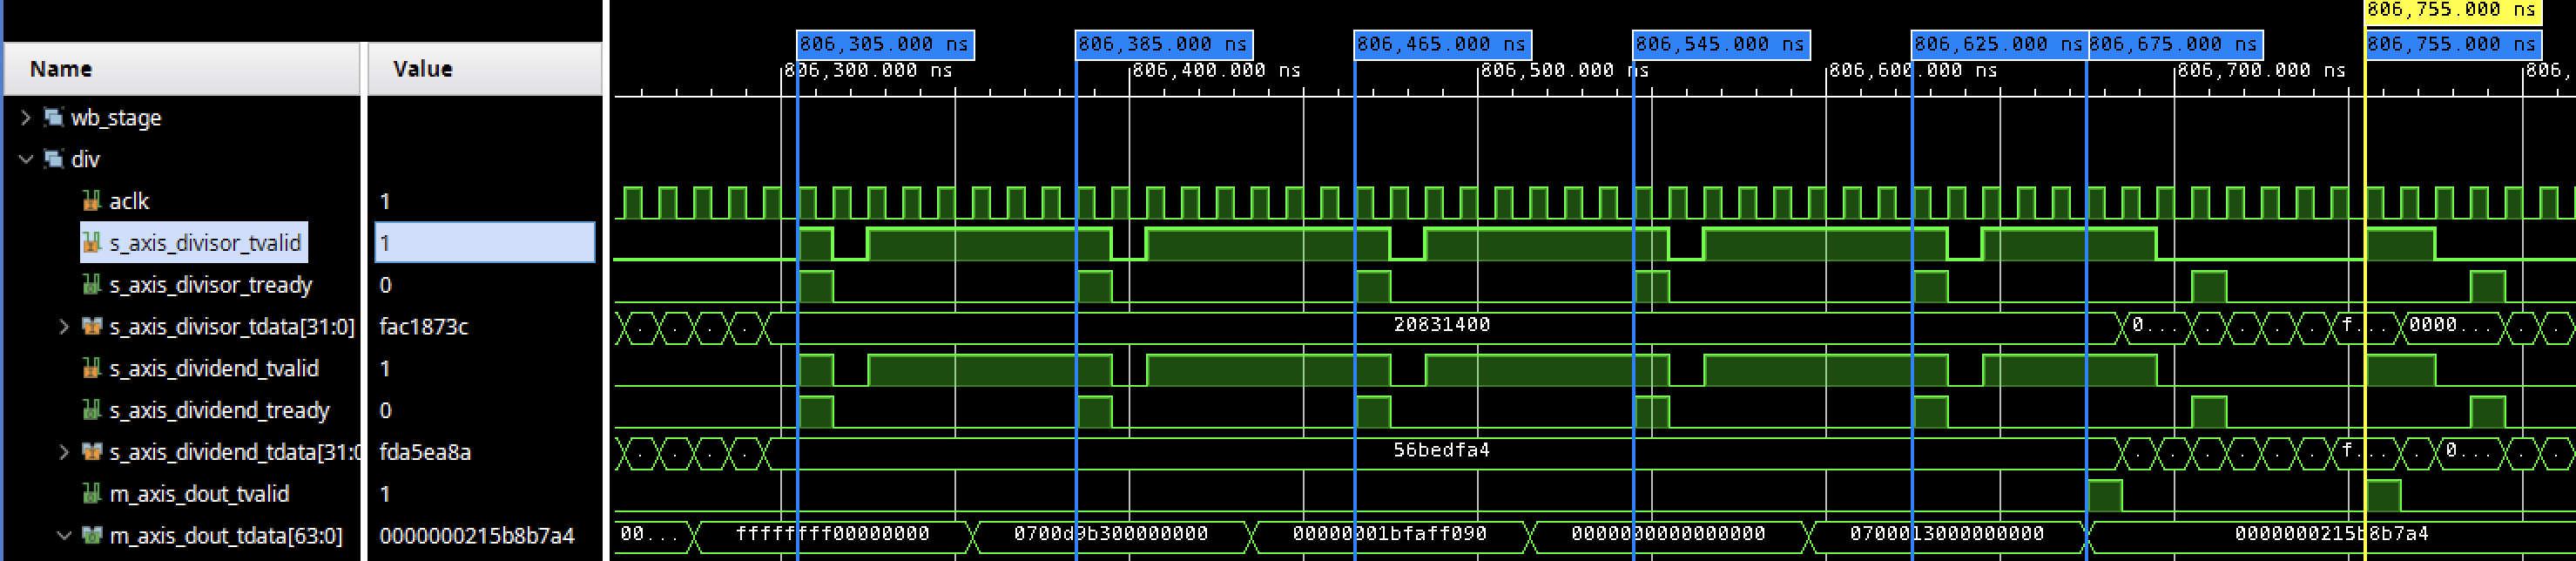 806,755.000 ns
806,305.000 ns 806,385.000 ns 806,465.000 ns 806,545.000 ns 806,625.000 ns 806,675.000 ns 806,755.000 ns
Name Value 806,300.000 ns 806,400.000 ns 806,500.000 ns 806,600.000 ns 806,700.000 ns 806,
wb_stage
div
aclk 1
s_axis_divisor_tvalid 1
s_axis_divisor_tready 0
s_axis_divisor_tdata[31:0] fac1873c . . . . 20831400 0... . . . . f... 0000... . .
s_axis_dividend_tvalid 1
s_axis_dividend_tready 0
s_axis_dividend_tdata[31:0 fda5ea8a . . . . 56bedfa4 . . . . . . f... . 0... . .
m_axis_dout_tvalid 1
m_axis_dout_tdata[63:0] 0000000215b8b7a4 00... ffffffff00000000 0700d9b300000000 00000001bfaff090 0000000000000000 0700013000000000 0000000215b8b7a4